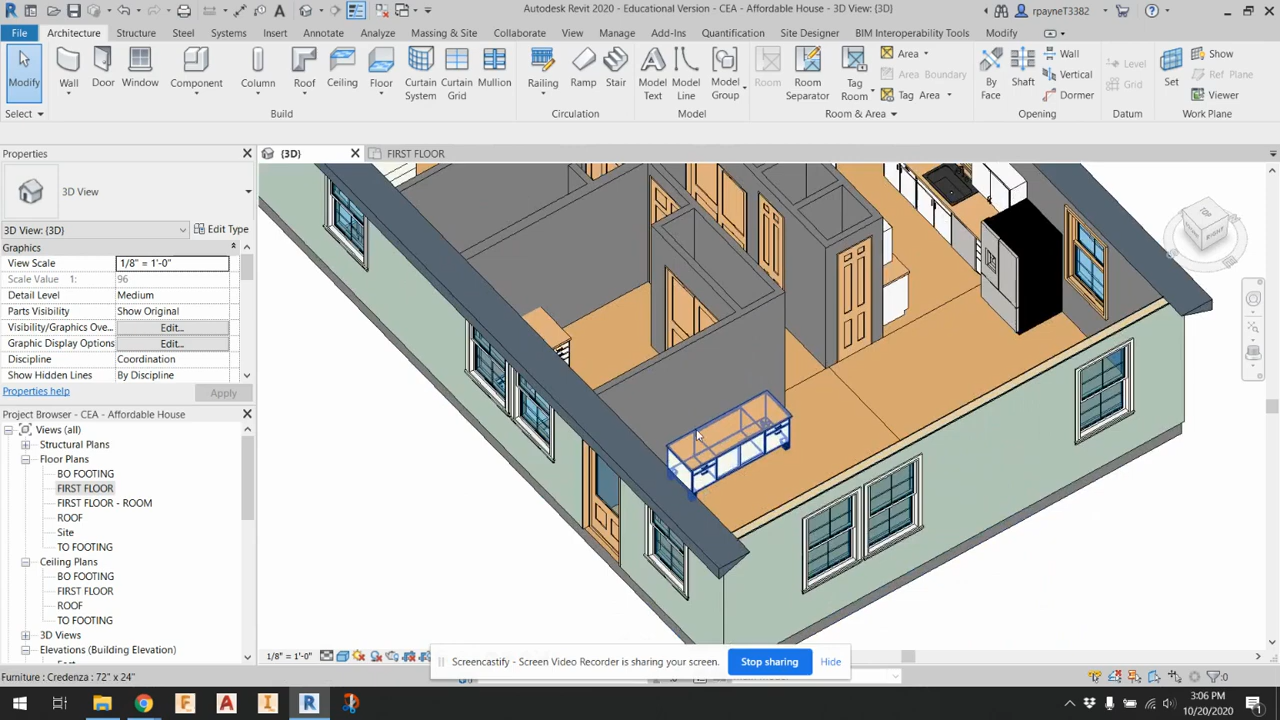 Autodesk Revit 2020 - Educational Version - CEA - Affordable House - 3D View: {3D}
rpayneT3382
File Architecture Structure Steel Systems Insert Annotate Analyze Massing & Site Collaborate View Manage Add-Ins Quantification Site Designer BIM Interoperability Tools Modify
Modify Wall Door Window Component Column Roof Ceiling Floor Curtain System Curtain Grid Mullion Railing Ramp Stair Model Text Model Line Model Group Room Room Separator Tag Room Area Area Boundary Tag Area By Face Shaft Wall Vertical Dormer Level Grid Set Show Ref Plane Viewer
Select Build Circulation Model Room & Area Opening Datum Work Plane
Properties
{3D} FIRST FLOOR
3D View
3D View: {3D} Edit Type
Graphics
View Scale 1/8" = 1'-0"
Scale Value 1: 96
Detail Level Medium
Parts Visibility Show Original
Visibility/Graphics Ove... Edit...
Graphic Display Options Edit...
Discipline Coordination
Show Hidden Lines By Discipline
Properties help Apply
Project Browser - CEA - Affordable House
Views (all)
Structural Plans
Floor Plans
BO FOOTING
FIRST FLOOR
FIRST FLOOR - ROOM
ROOF
Site
TO FOOTING
Ceiling Plans
BO FOOTING
FIRST FLOOR
ROOF
TO FOOTING
3D Views
Elevations (Building Elevation)
TOP
FRONT
1/8" = 1'-0"
Screencastify - Screen Video Recorder is sharing your screen. Stop sharing Hide
Furniture : Credenza : 72" x 24"
:0
3:06 PM
10/20/2020